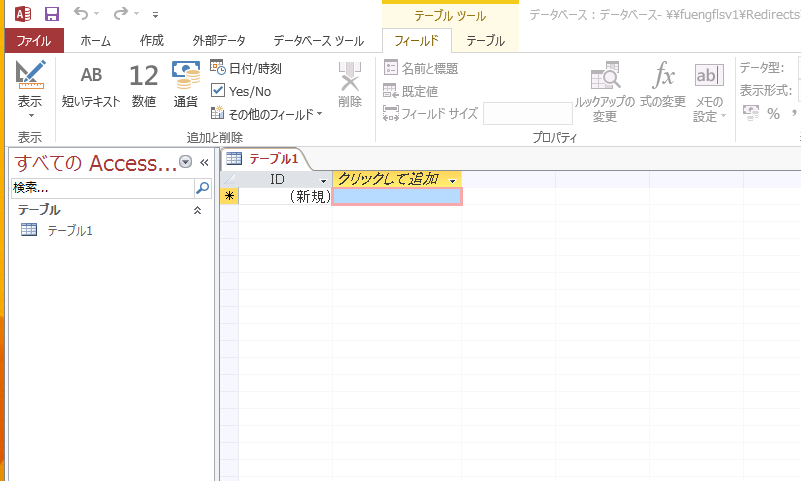 テーブル ツール
データベース : データベース- ¥¥fuengflsv1¥Redirects
ファイル ホーム 作成 外部データ データベース ツール フィールド テーブル
表示
AB
短いテキスト
12
数値
通貨
日付/時刻
Yes/No
その他のフィールド
削除
名前と標題
既定値
フィールド サイズ
ルックアップの
変更
fx
式の変更
ab|
メモの
設定
データ型:
表示形式:
% ,
表示
追加と削除
プロパティ
すべての Access... «
検索...
テーブル
テーブル1
テーブル1
ID クリックして追加
* (新規)